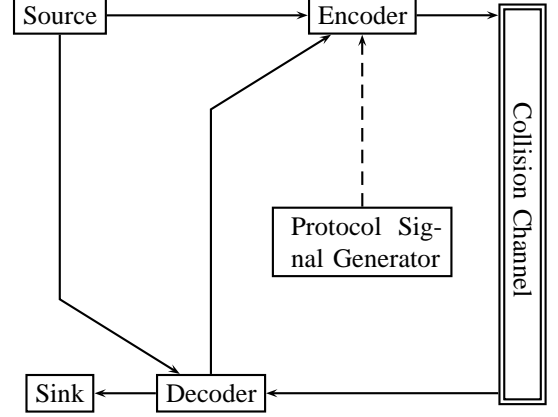 Source
Encoder
Collision Channel
Protocol Sig-
nal Generator
Sink
Decoder